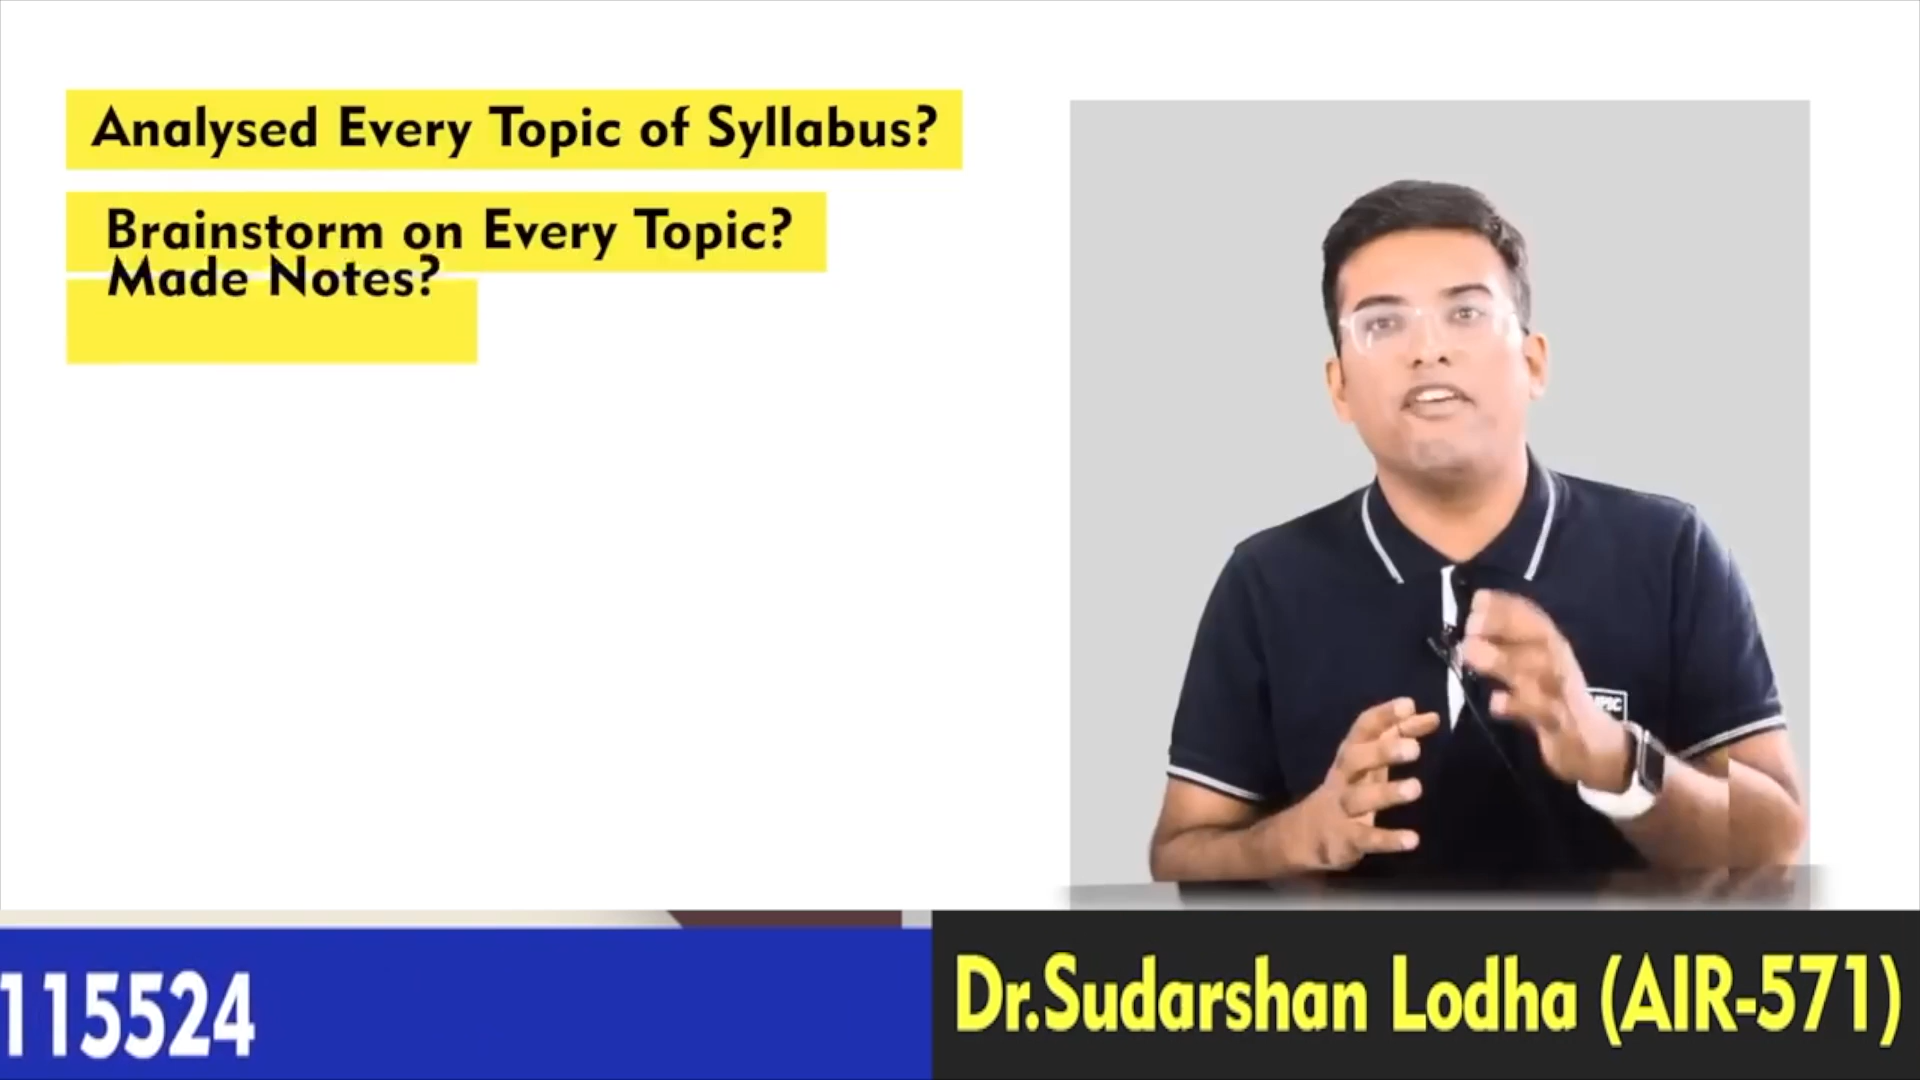 Analysed Every Topic of Syllabus?
Brainstorm on Every Topic?
Made Notes?
115524
Dr.Sudarshan Lodha (AIR-571)